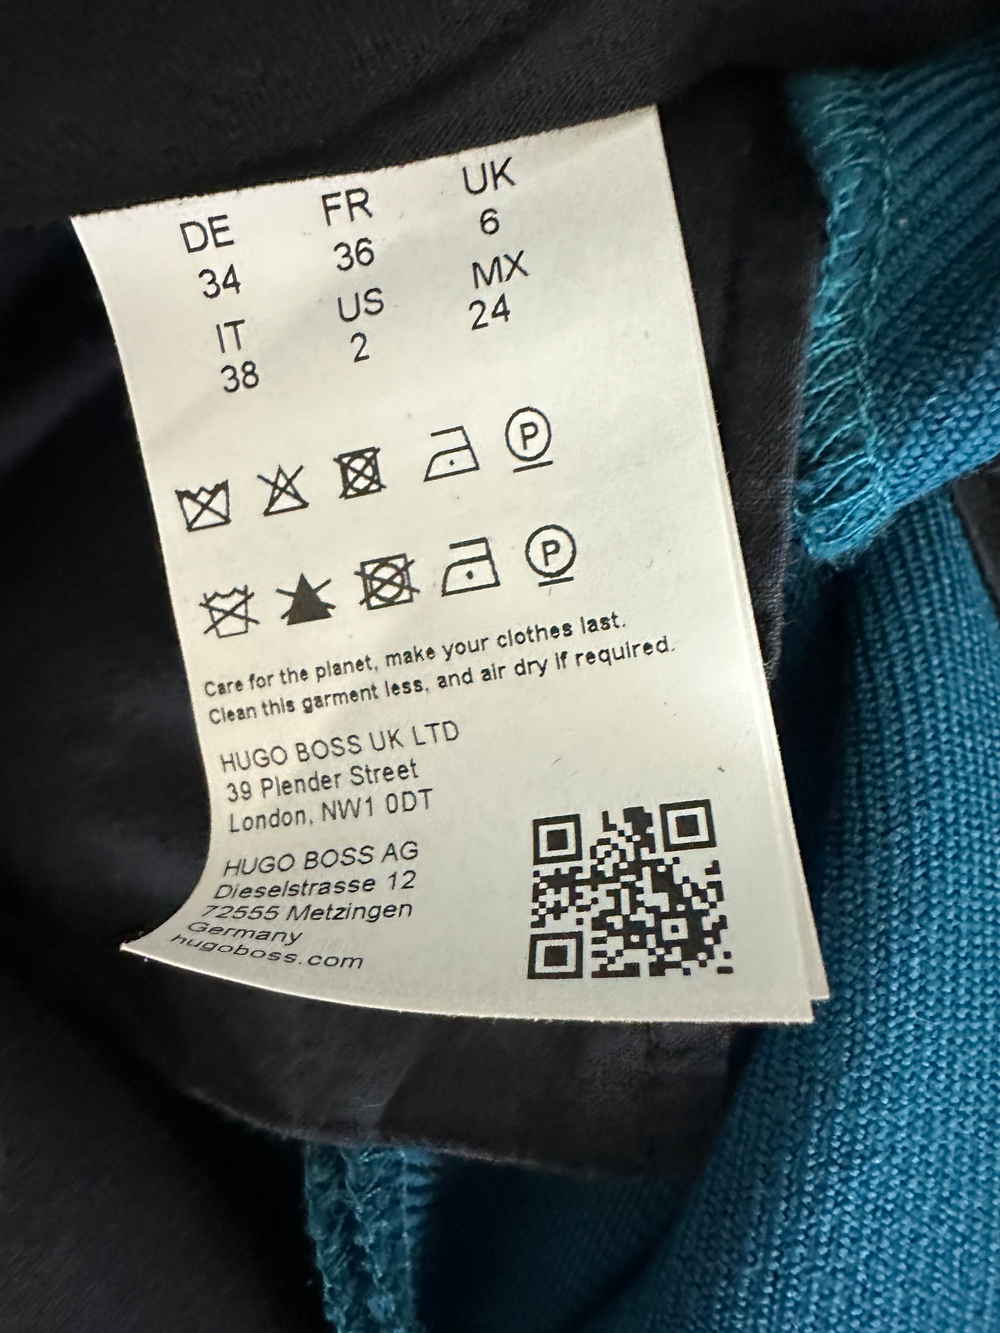 DE FR UK
34 36 6
IT US MX
38 2 24
P
P
Care for the planet, make your clothes last.
Clean this garment less, and air dry if required.
HUGO BOSS UK LTD
39 Plender Street
London, NW1 0DT
HUGO BOSS AG
Dieselstrasse 12
72555 Metzingen
Germany
hugoboss.com